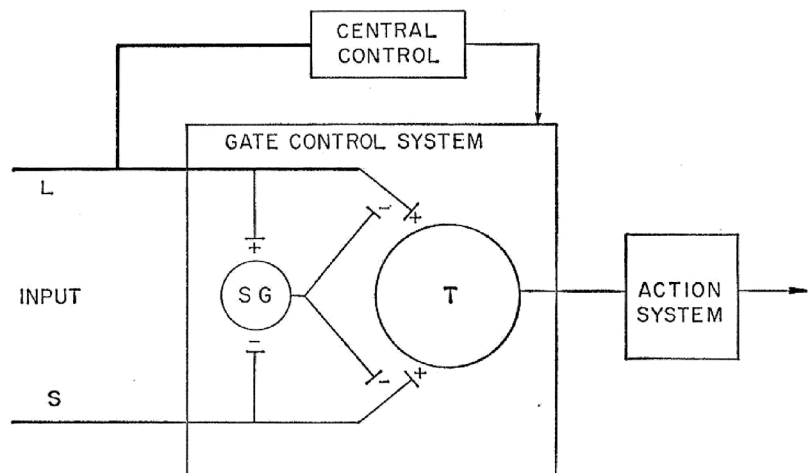 CENTRAL
CONTROL
GATE CONTROL SYSTEM
L
+
-
+
SG
T
INPUT
ACTION
SYSTEM
-
-
+
S